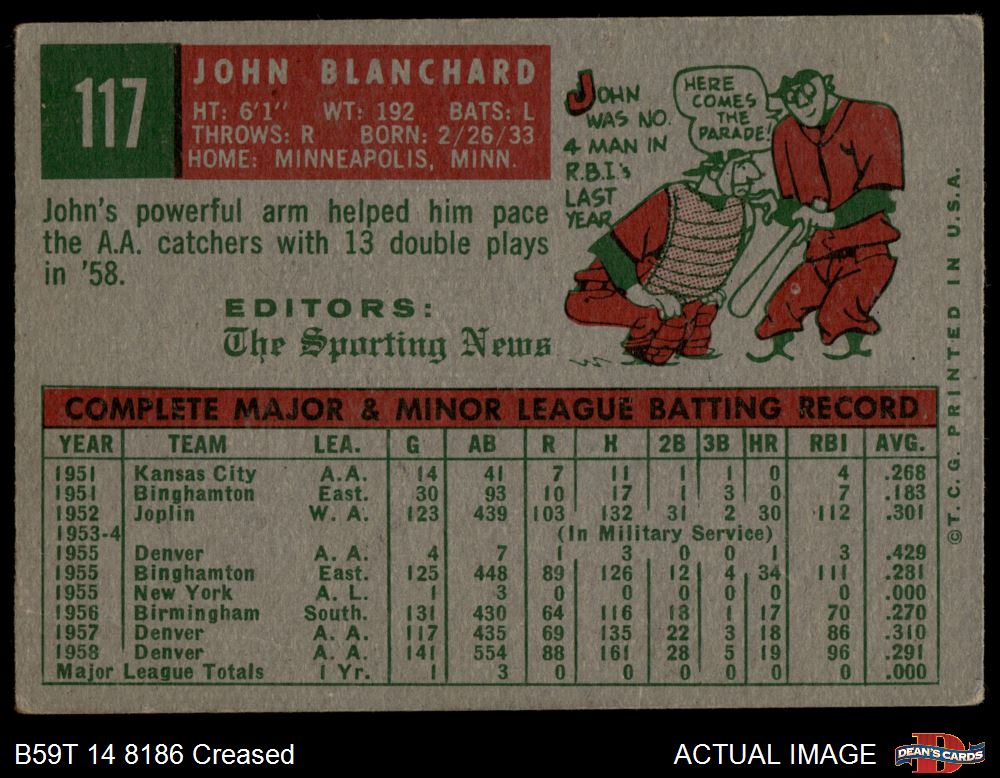 117
JOHN BLANCHARD
HT: 6'1" WT: 192 BATS: L
THROWS: R BORN: 2/26/33
HOME: MINNEAPOLIS, MINN.
John's powerful arm helped him pace
the A.A. catchers with 13 double plays
in '58.
EDITORS:
The Sporting News
JOHN
WAS NO.
4 MAN IN
R.B.I.'s
LAST
YEAR
HERE
COMES
THE
PARADE!
COMPLETE MAJOR & MINOR LEAGUE BATTING RECORD
YEAR TEAM LEA. G AB R H 2B 3B HR RBI AVG.
1951 Kansas City A.A. 14 41 7 11 1 1 0 4 .268
1951 Binghamton East. 30 93 10 17 1 3 0 7 .183
1952 Joplin W. A. 123 439 103 132 31 2 30 112 .301
1953-4 (In Military Service)
1955 Denver A. A. 4 7 1 3 0 0 1 3 .429
1955 Binghamton East. 125 448 89 126 12 4 34 111 .281
1955 New York A. L. 1 3 0 0 0 0 0 0 .000
1956 Birmingham South. 131 430 64 116 18 1 17 70 .270
1957 Denver A. A. 117 435 69 135 22 3 18 86 .310
1958 Denver A. A. 141 554 88 161 28 5 19 96 .291
Major League Totals 1 Yr. 1 3 0 0 0 0 0 0 .000
©T. C. G. PRINTED IN U.S.A.
B59T 14 8186 Creased
ACTUAL IMAGE
DEAN'S CARDS